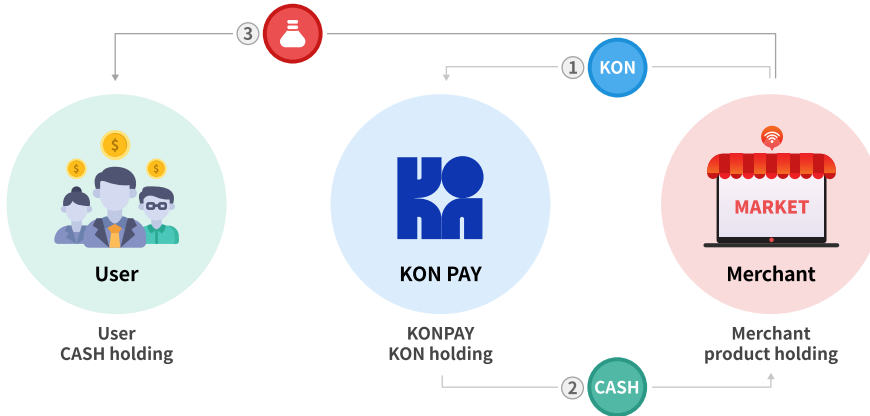 3
1
KON
$
$
$
KON
MARKET
User
KON PAY
Merchant
User
CASH holding
KONPAY
KON holding
Merchant
product holding
2
CASH